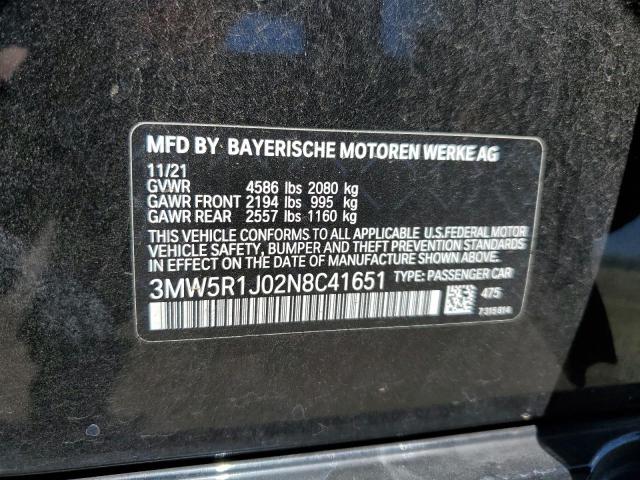 MFD BY BAYERISCHE MOTOREN WERKE AG
11/21
GVWR 4586 lbs 2080 kg
GAWR FRONT 2194 lbs 995 kg
GAWR REAR 2557 lbs 1160 kg
THIS VEHICLE CONFORMS TO ALL APPLICABLE U.S.FEDERAL MOTOR
VEHICLE SAFETY, BUMPER AND THEFT PREVENTION STANDARDS
IN EFFECT ON THE DATE OF MANUFACTURE SHOWN ABOVE.
3MW5R1J02N8C41651 TYPE: PASSENGER CAR
475
7315814